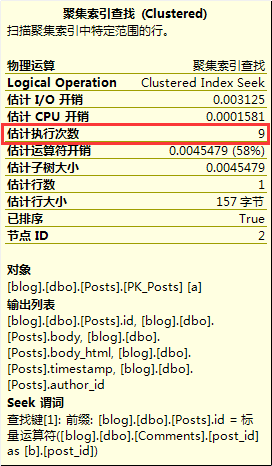 聚集索引查找 (Clustered)
扫描聚集索引中特定范围的行。
物理运算 聚集索引查找
Logical Operation Clustered Index Seek
估计 I/O 开销 0.003125
估计 CPU 开销 0.0001581
估计执行次数 9
估计运算符开销 0.0045479 (58%)
估计子树大小 0.0045479
估计行数 1
估计行大小 157 字节
已排序 True
节点 ID 2
对象
[blog].[dbo].[Posts].[PK_Posts] [a]
输出列表
[blog].[dbo].[Posts].id, [blog].[dbo].
[Posts].body, [blog].[dbo].
[Posts].body_html, [blog].[dbo].
[Posts].timestamp, [blog].[dbo].
[Posts].author_id
Seek 谓词
查找键[1]: 前缀: [blog].[dbo].[Posts].id = 标
量运算符([blog].[dbo].[Comments].[post_id]
as [b].[post_id])